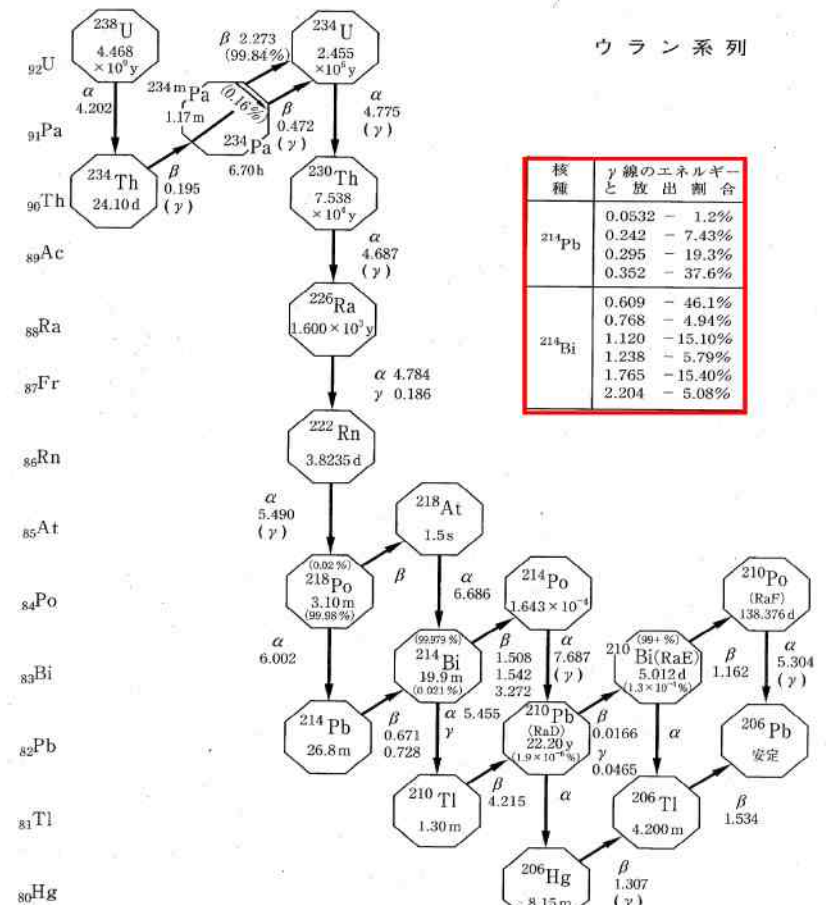 ウラン系列
₉₂U
₉₁Pa
₉₀Th
₈₉Ac
₈₈Ra
₈₇Fr
₈₆Rn
₈₅At
₈₄Po
₈₃Bi
₈₂Pb
₈₁Tl
₈₀Hg
²³⁸U
4.468
×10⁹y
α
4.202
²³⁴Th
24.10d
β
0.195
(γ)
²³⁴ᵐPa
1.17m
(0.16%)
²³⁴Pa
6.70h
β 2.273
(99.84%)
β
0.472
(γ)
²³⁴U
2.455
×10⁵y
α
4.775
(γ)
²³⁰Th
7.538
×10⁴y
α
4.687
(γ)
²²⁶Ra
1.600×10³y
α 4.784
γ 0.186
²²²Rn
3.8235d
α
5.490
(γ)
(0.02%)
²¹⁸Po
3.10m
(99.98%)
β
²¹⁸At
1.5s
α
6.686
α
6.002
²¹⁴Pb
26.8m
β
0.671
0.728
(99.979%)
²¹⁴Bi
19.9m
(0.021%)
β
1.508
1.542
3.272
²¹⁴Po
1.643×10⁻⁴
α
7.687
(γ)
α 5.455
γ
²¹⁰Tl
1.30m
β
4.215
²¹⁰Pb
(RaD)
22.20y
(1.9×10⁻⁶%)
β
0.0166
γ
0.0465
α
(99+%)
²¹⁰Bi(RaE)
5.012d
(1.3×10⁻⁴%)
β
1.162
α
²¹⁰Po
(RaF)
138.376d
α
5.304
(γ)
²⁰⁶Pb
安定
²⁰⁶Tl
4.200m
β
1.534
²⁰⁶Hg
8.15m
β
1.307
(γ)
核種 γ線のエネルギーと放出割合
²¹⁴Pb
0.0532 － 1.2%
0.242 － 7.43%
0.295 － 19.3%
0.352 － 37.6%
²¹⁴Bi
0.609 － 46.1%
0.768 － 4.94%
1.120 －15.10%
1.238 － 5.79%
1.765 －15.40%
2.204 － 5.08%